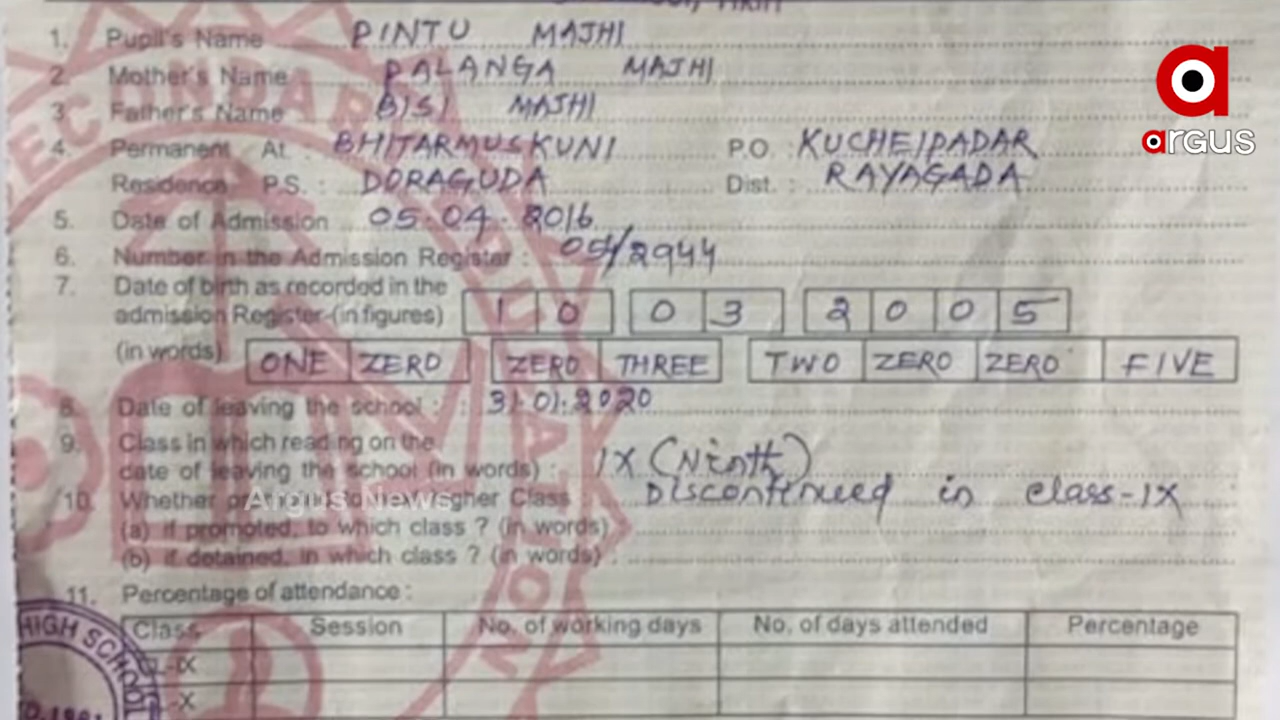 1. Pupil's Name PINTU MAJHI
2. Mother's Name PALANGA MAJHI
3. Father's Name BISI MAJHI
4. Permanent At. BHITARMUSKUNI P.O. KUCHEIPADAR
Residence P.S. : DORAGUDA Dist. : RAYAGADA
5. Date of Admission 05.04.2016
6. Number in the Admission Register : 05/2944
7. Date of birth as recorded in the
admission Register (in figures) 1 0 0 3 2 0 0 5
(in words) ONE ZERO ZERO THREE TWO ZERO ZERO FIVE
8. Date of leaving the school : 31.01.2020
9. Class in which reading on the
date of leaving the school (in words) : IX (Ninth)
10. Whether Higher Class : Discontineed in class-IX
(a) If promoted, to which class ? (in words)
(b) If detained, in which class ? (in words) :
11. Percentage of attendance :
Class Session No. of working days No. of days attended Percentage
-IX
-X
argus
Argus News
SECONDARY EDUCATION
HIGH SCHOOL